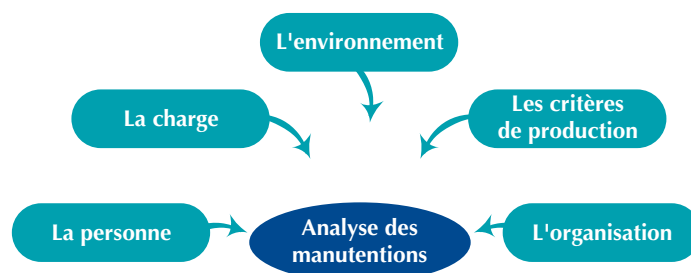 L'environnement
La charge
Les critères
de production
La personne
Analyse des
manutentions
L'organisation